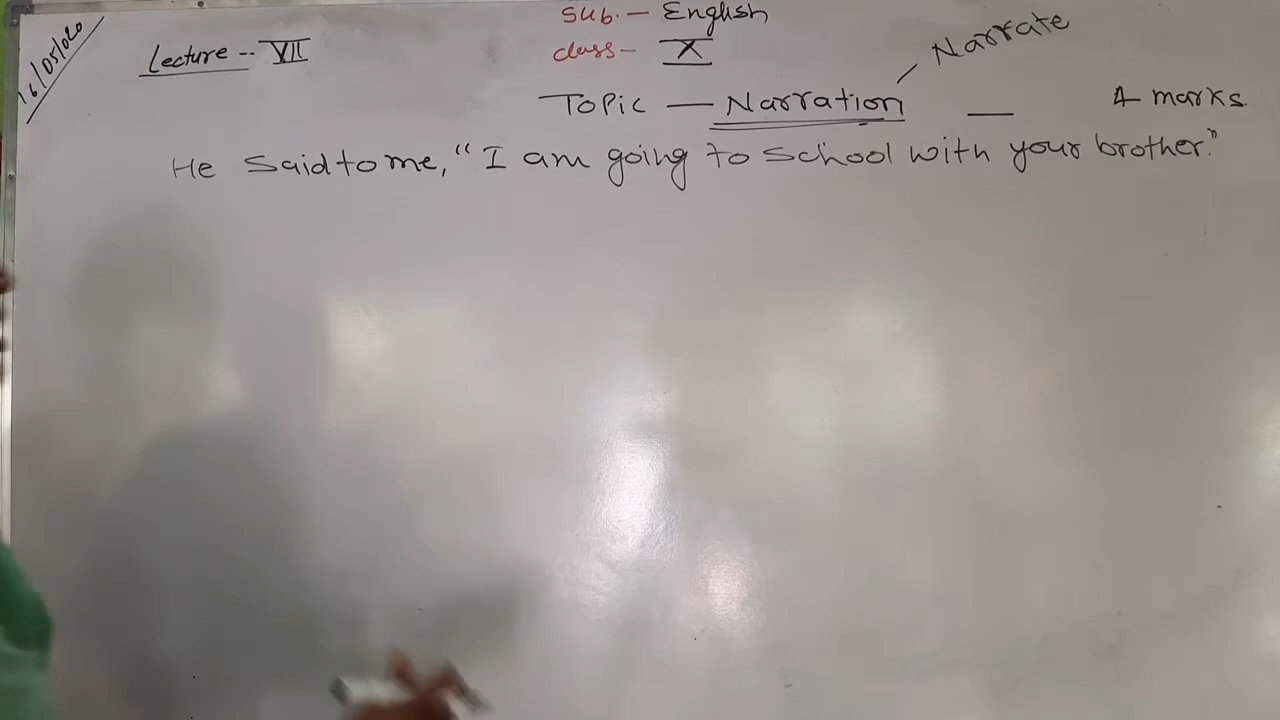 16/05/020
Lecture -- VII
Sub. - English
class - X
Narrate
Topic — Narration — 4 marks.
He said to me, "I am going to school with your brother."